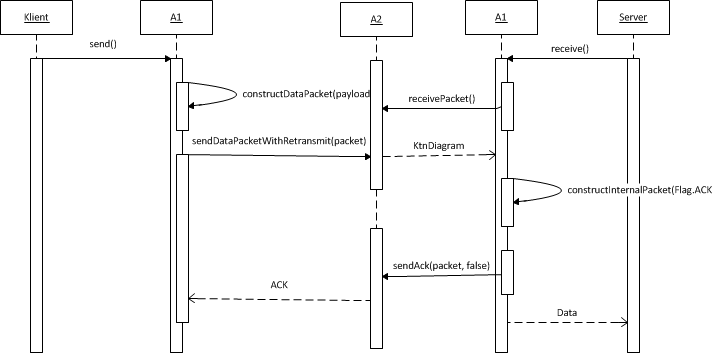 Klient
A1
A2
A1
Server
send()
receive()
constructDataPacket(payload
receivePacket()
sendDataPacketWithRetransmit(packet)
KtnDiagram
constructInternalPacket(Flag.ACK
sendAck(packet, false)
ACK
Data